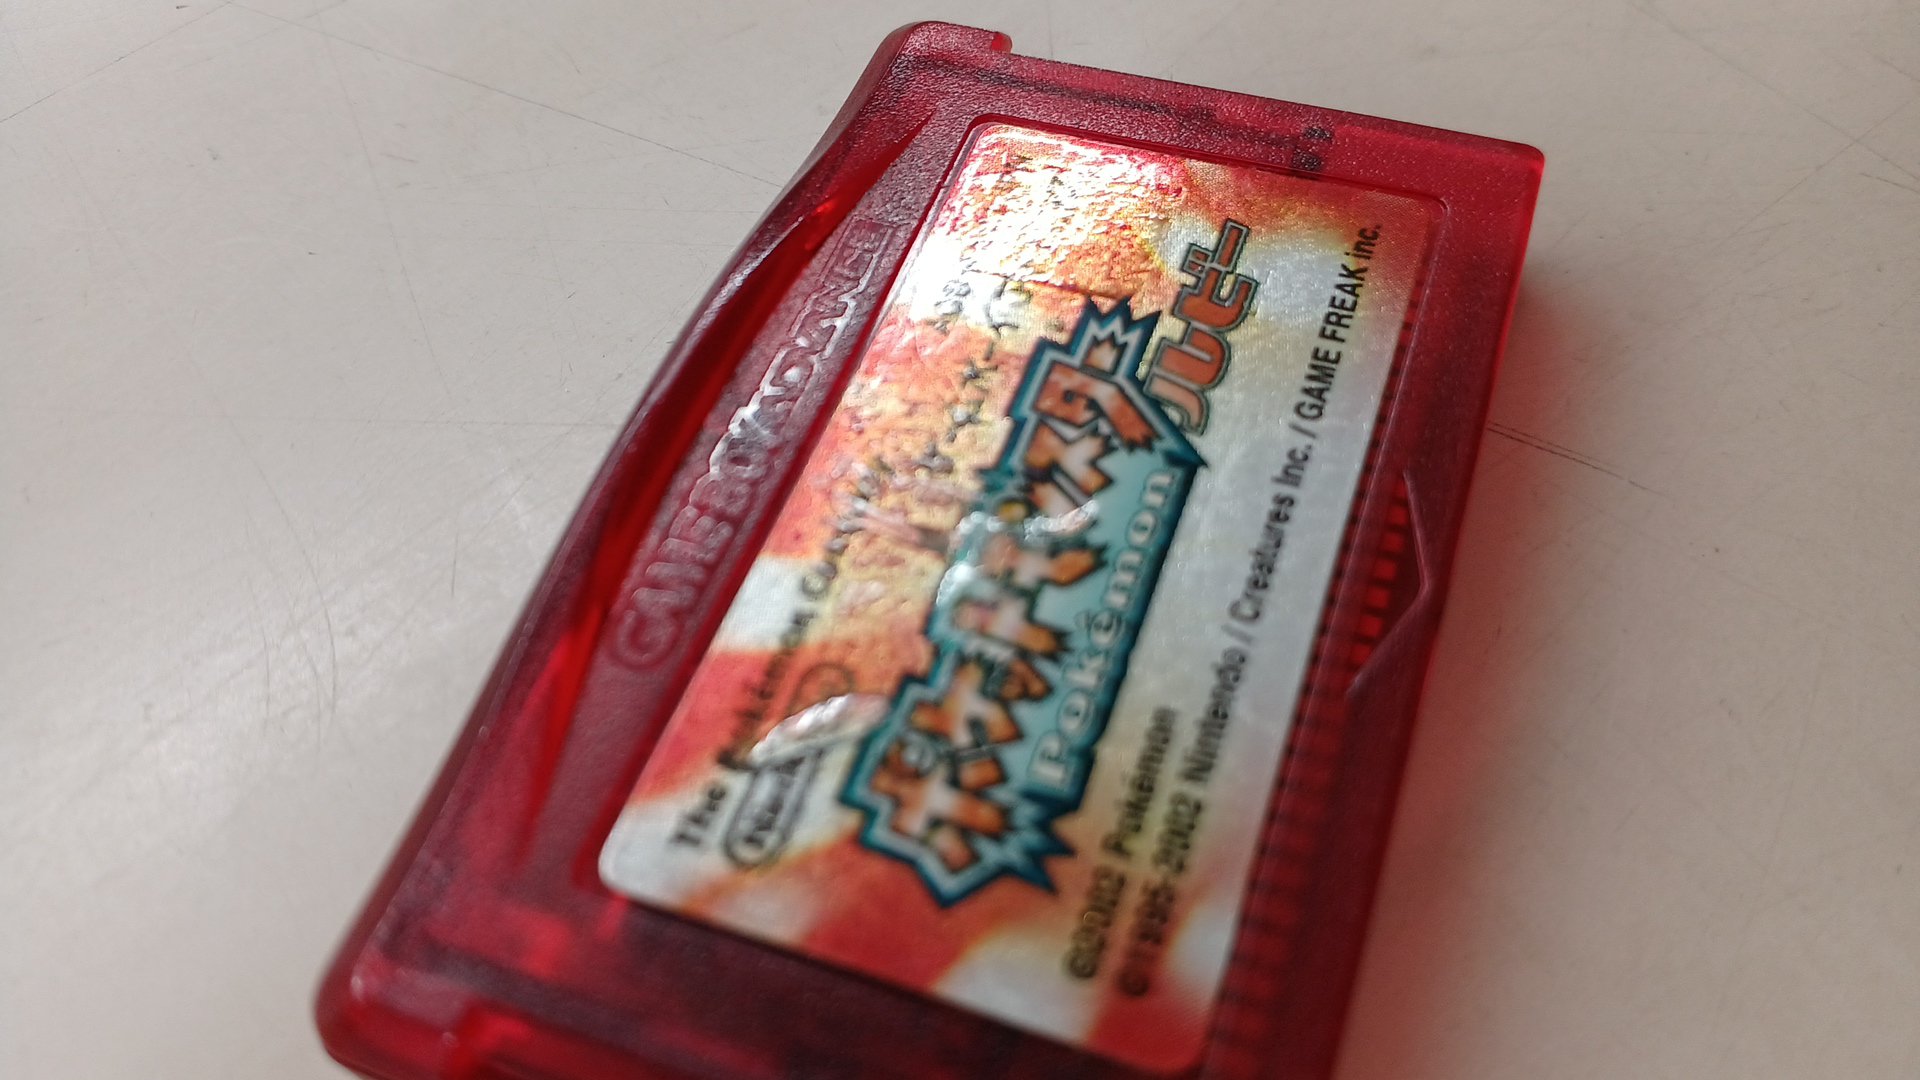 GAME BOY ADVANCE
The Pokémon Company
ポケットモンスター
Pokémon
ルビー
©2002 Pokémon
©1995-2002 Nintendo / Creatures Inc. / GAME FREAK inc.